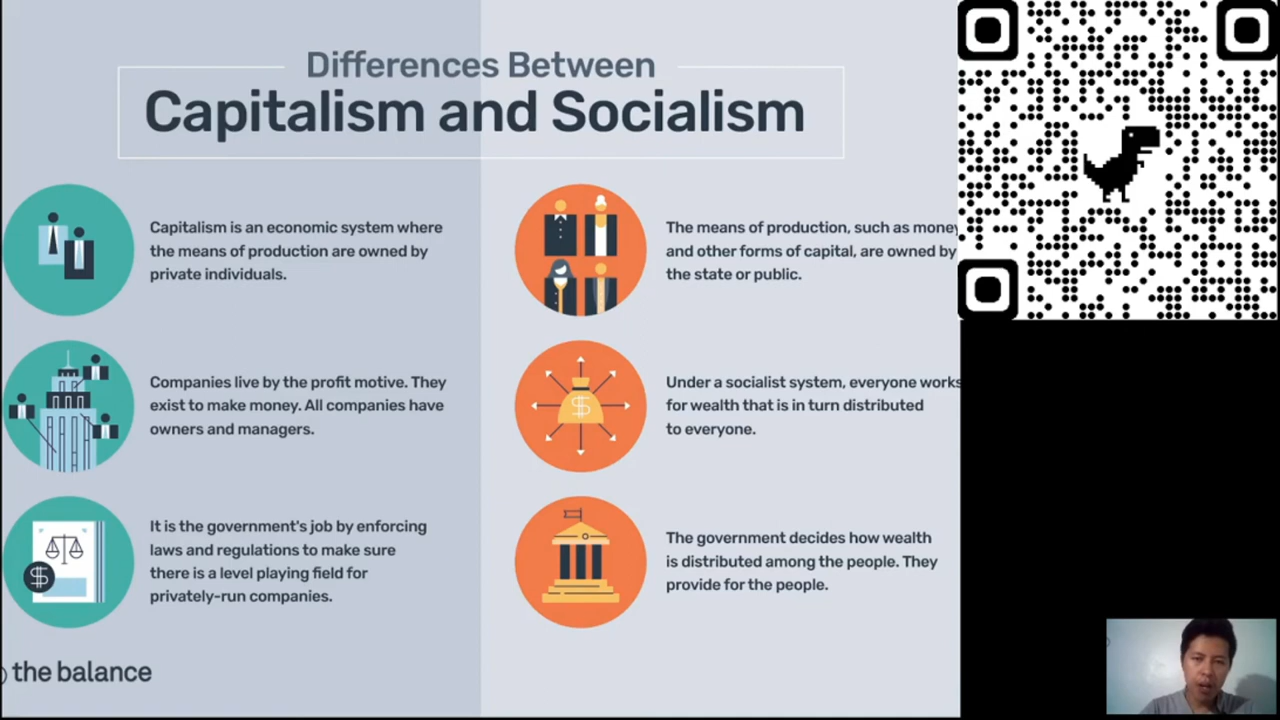 Differences Between
Capitalism and Socialism
Capitalism is an economic system where
the means of production are owned by
private individuals.
Companies live by the profit motive. They
exist to make money. All companies have
owners and managers.
It is the government's job by enforcing
laws and regulations to make sure
there is a level playing field for
privately-run companies.
The means of production, such as money
and other forms of capital, are owned by
the state or public.
Under a socialist system, everyone works
for wealth that is in turn distributed
to everyone.
The government decides how wealth
is distributed among the people. They
provide for the people.
the balance